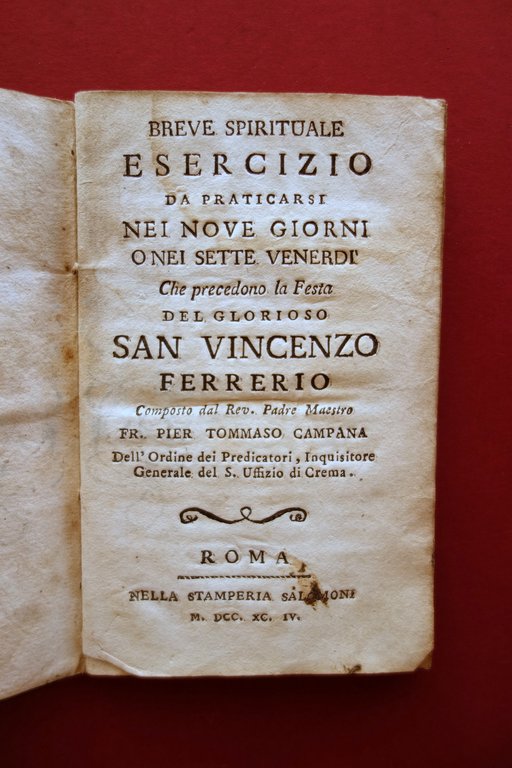 BREVE SPIRITUALE
ESERCIZIO
DA PRATICARSI
NEI NOVE GIORNI
O NEI SETTE VENERDI'
Che precedono la Festa
DEL GLORIOSO
SAN VINCENZO
FERRERIO
Composto dal Rev. Padre Maestro
FR. PIER TOMMASO CAMPANA
Dell' Ordine dei Predicatori, Inquisitore
Generale del S. Uffizio di Crema.
ROMA
NELLA STAMPERIA SALOMONI
M. DCC. XC. IV.